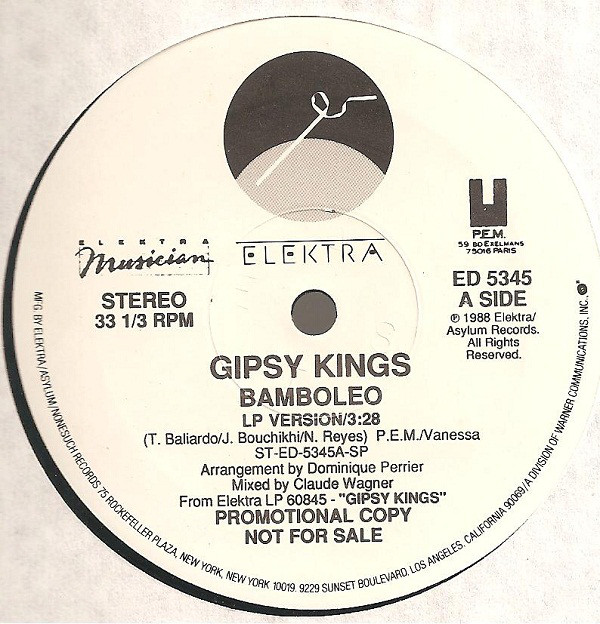 ELEKTRA
Musician
ELEKTRA
P.E.M.
59 BD EXELMANS
75016 PARIS
STEREO
33 1/3 RPM
ED 5345
A SIDE
℗ 1988 Elektra/
Asylum Records.
All Rights
Reserved.
GIPSY KINGS
BAMBOLEO
LP VERSION/3:28
(T. Baliardo/J. Bouchikhi/N. Reyes) P.E.M./Vanessa
ST-ED-5345A-SP
Arrangement by Dominique Perrier
Mixed by Claude Wagner
From Elektra LP 60845 - "GIPSY KINGS"
PROMOTIONAL COPY
NOT FOR SALE
MFG. BY ELEKTRA/ASYLUM/NONESUCH RECORDS 75 ROCKEFELLER PLAZA, NEW YORK, NEW YORK 10019. 9229 SUNSET BOULEVARD, LOS ANGELES, CALIFORNIA 90069/A DIVISION OF WARNER COMMUNICATIONS, INC.